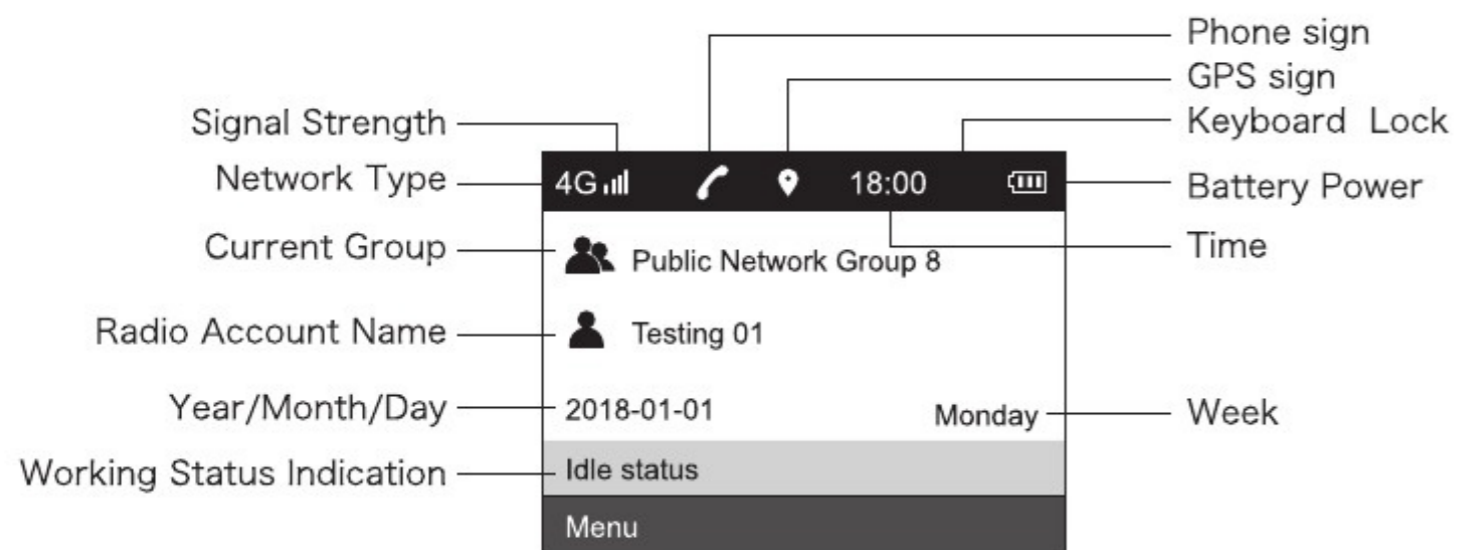 Phone sign
GPS sign
Signal Strength
Keyboard Lock
Network Type
4G
18:00
Battery Power
Current Group
Public Network Group 8
Time
Radio Account Name
Testing 01
Year/Month/Day
2018-01-01
Monday
Week
Working Status Indication
Idle status
Menu